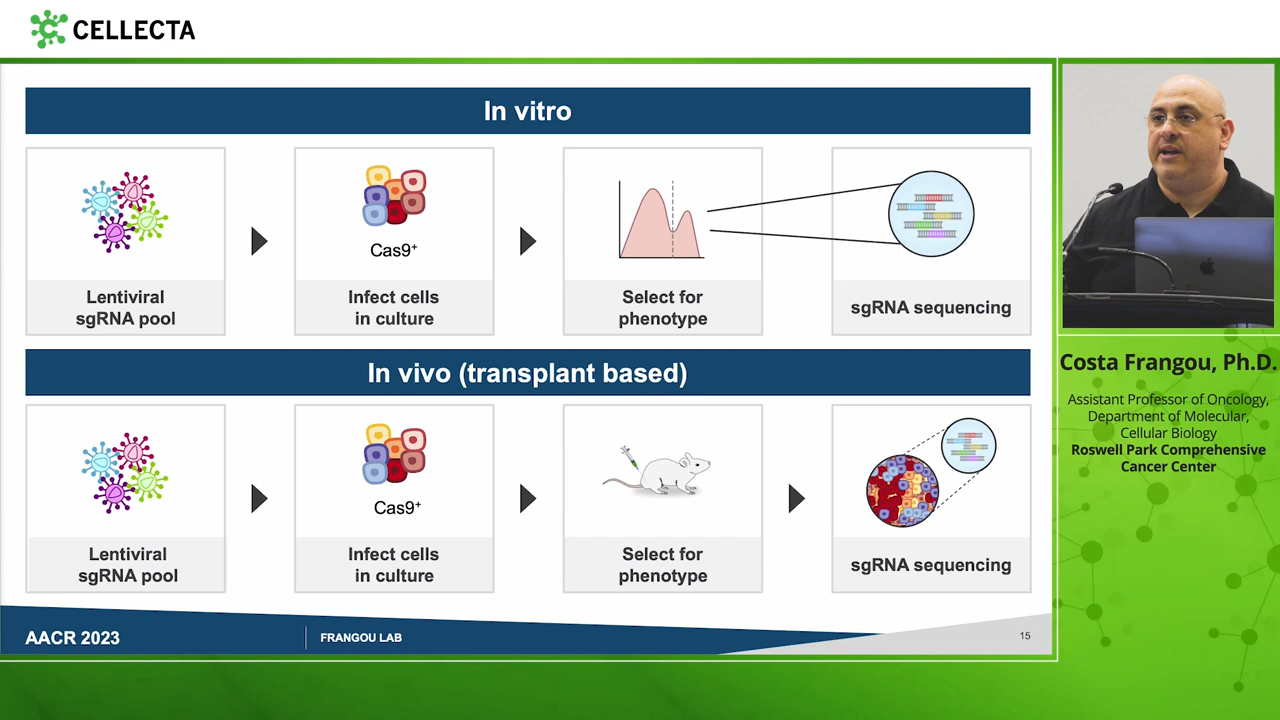 CELLECTA
In vitro
Lentiviral
sgRNA pool
Cas9+
Infect cells
in culture
Select for
phenotype
sgRNA sequencing
In vivo (transplant based)
Lentiviral
sgRNA pool
Cas9+
Infect cells
in culture
Select for
phenotype
sgRNA sequencing
AACR 2023
FRANGOU LAB
15
Costa Frangou, Ph.D.
Assistant Professor of Oncology,
Department of Molecular,
Cellular Biology
Roswell Park Comprehensive
Cancer Center